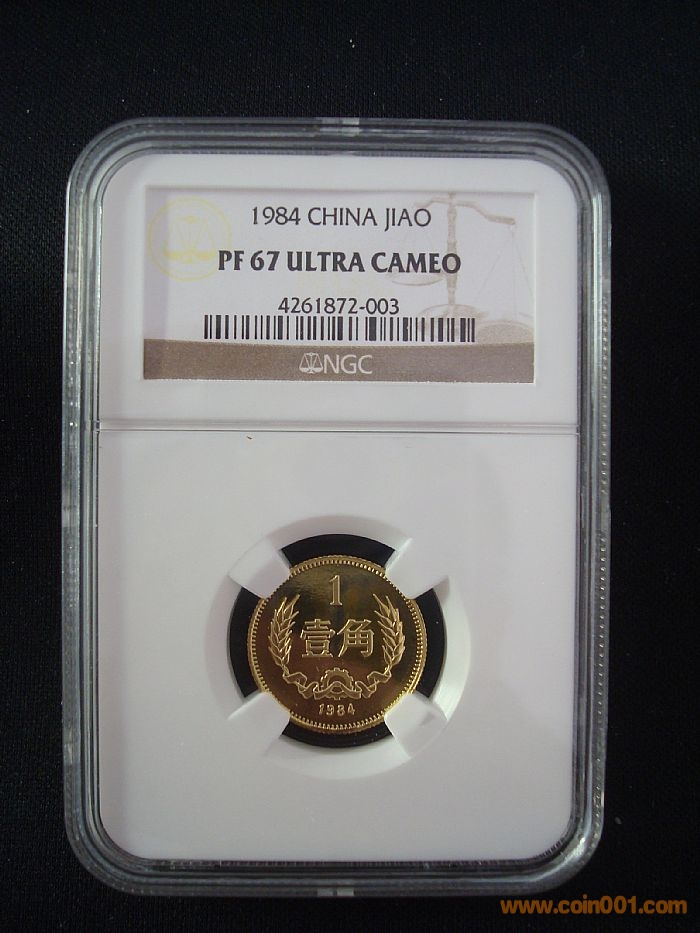 1984 CHINA JIAO
PF 67 ULTRA CAMEO
4261872-003
NGC
1
壹角
1984
www.coin001.com